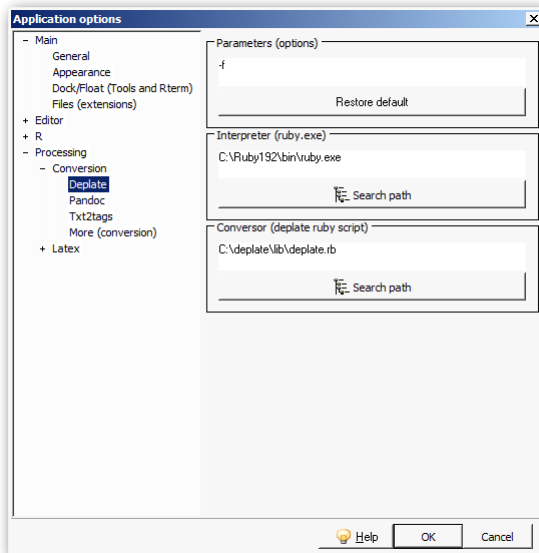 Application options
Main
General
Appearance
Dock/Float (Tools and Rterm)
Files (extensions)
Editor
R
Processing
Conversion
Deplate
Pandoc
Txt2tags
More (conversion)
Latex
Parameters (options)
-f
Restore default
Interpreter (ruby.exe)
C:\Ruby192\bin\ruby.exe
Search path
Conversor (deplate ruby script)
C:\deplate\lib\deplate.rb
Search path
Help
OK
Cancel